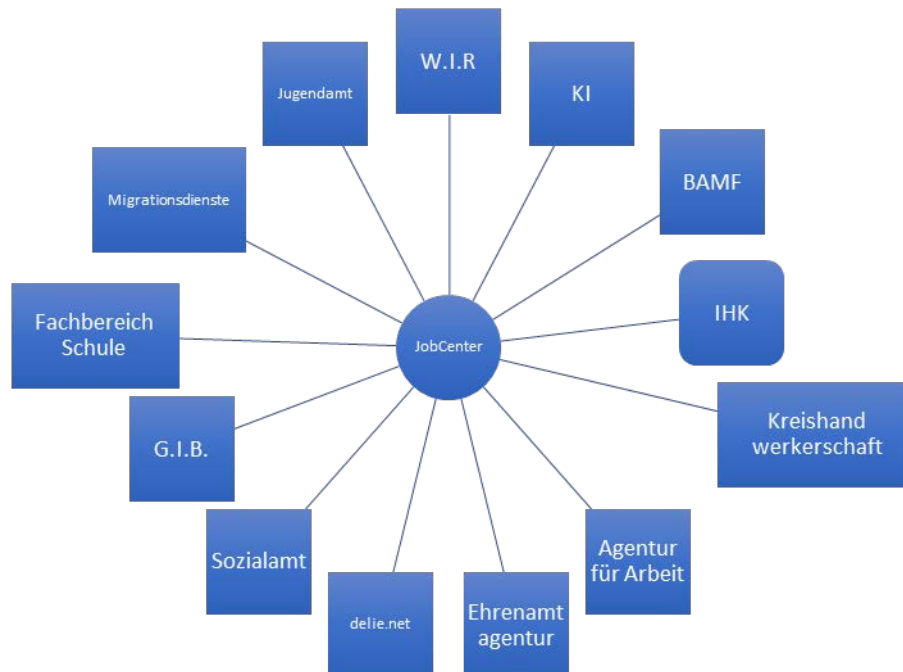 W.I.R
KI
Jugendamt
BAMF
Migrationsdienste
IHK
Fachbereich
Schule
JobCenter
Kreishand
werkerschaft
G.I.B.
Agentur
für Arbeit
Sozialamt
Ehrenamt
agentur
delie.net